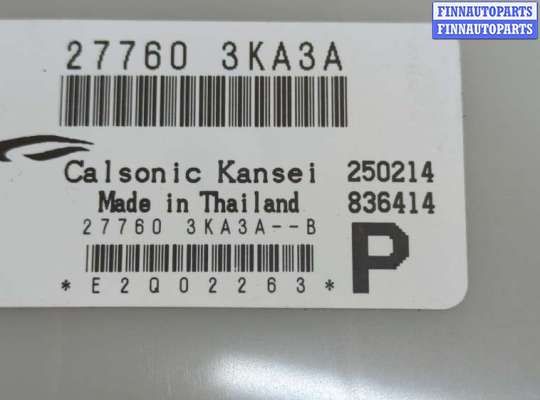 FINNAUTOPARTS
FINNAUTOPARTS
27760 3KA3A
Calsonic Kansei 250214
Made in Thailand 836414
27760 3KA3A--B
P
*E2Q02263*